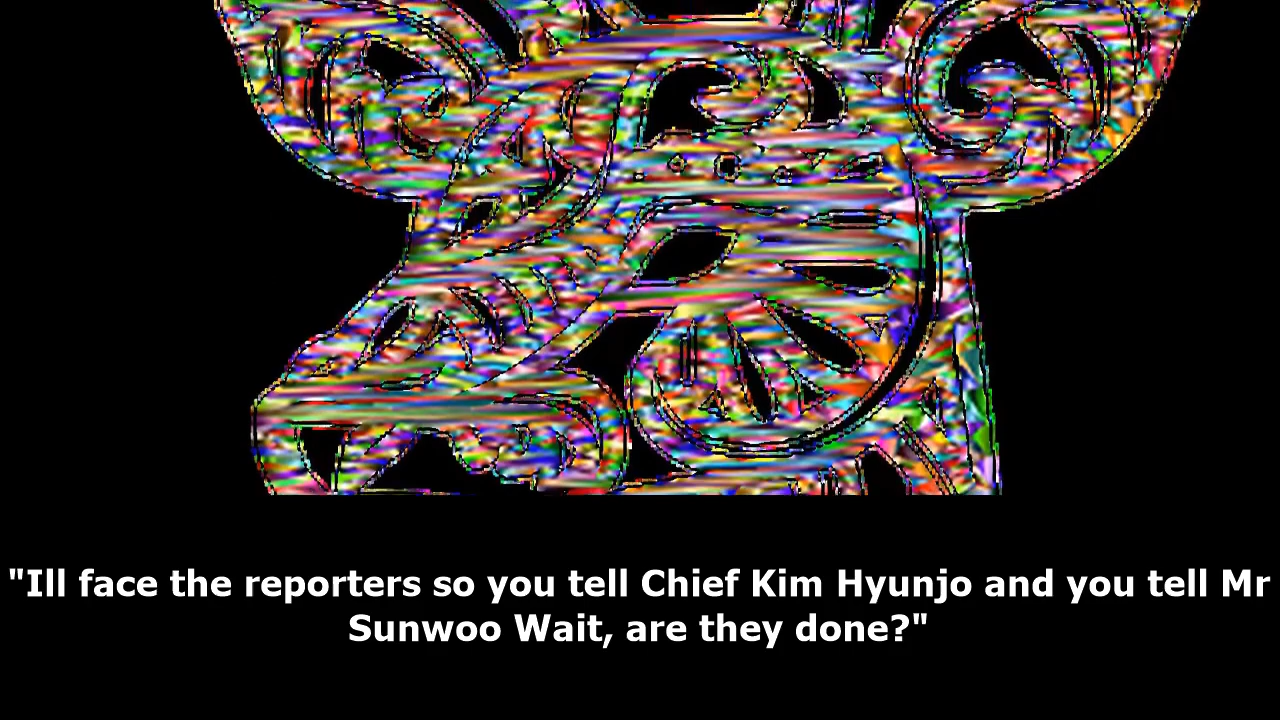 "Ill face the reporters so you tell Chief Kim Hyunjo and you tell Mr
Sunwoo Wait, are they done?"